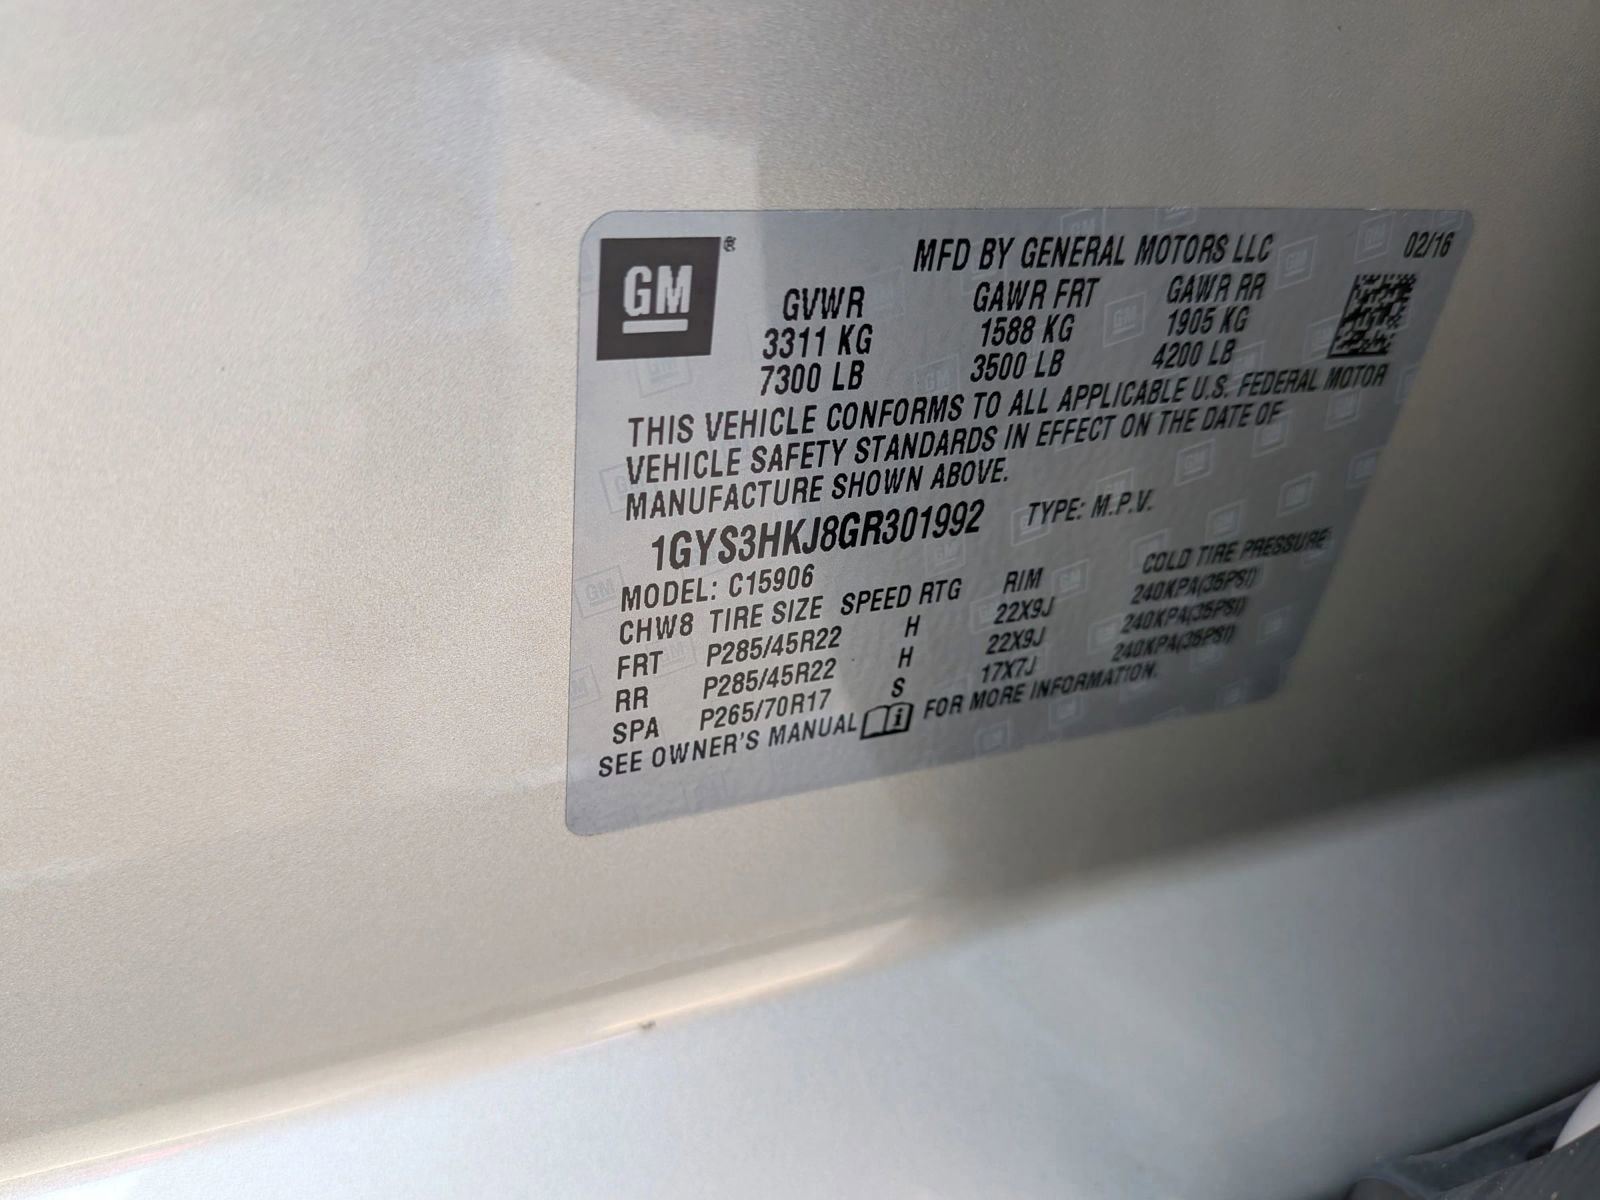 GM®
MFD BY GENERAL MOTORS LLC 02/16
GVWR GAWR FRT GAWR RR
3311 KG 1588 KG 1905 KG
7300 LB 3500 LB 4200 LB
THIS VEHICLE CONFORMS TO ALL APPLICABLE U.S. FEDERAL MOTOR
VEHICLE SAFETY STANDARDS IN EFFECT ON THE DATE OF
MANUFACTURE SHOWN ABOVE.
1GYS3HKJ8GR301992 TYPE: M.P.V.
MODEL: C15906
CHW8 TIRE SIZE SPEED RTG RIM COLD TIRE PRESSURE
FRT P285/45R22 H 22X9J 240KPA(35PSI)
RR P285/45R22 H 22X9J 240KPA(35PSI)
SPA P265/70R17 S 17X7J 240KPA(35PSI)
SEE OWNER'S MANUAL FOR MORE INFORMATION.